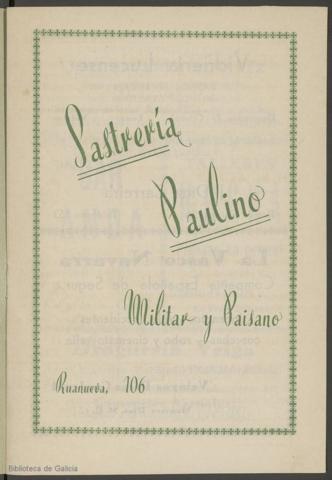 Sastrería
Paulino
Militar y Paisano
Ruanueva, 106
Biblioteca de Galicia